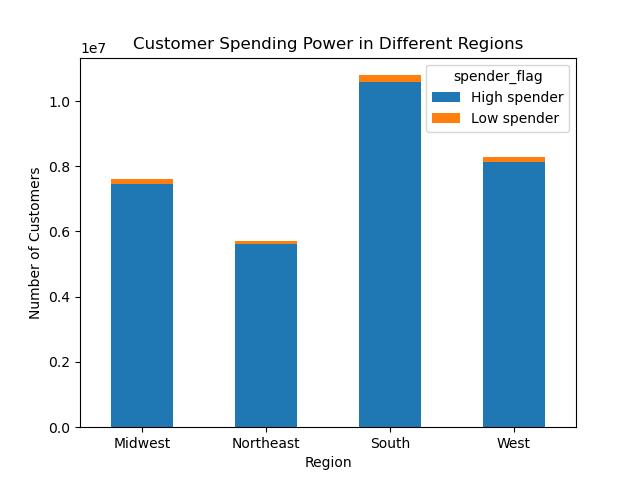 Customer Spending Power in Different Regions
1e7
spender_flag
High spender
Low spender
1.0
0.8
0.6
0.4
0.2
0.0
Number of Customers
Midwest Northeast South West
Region